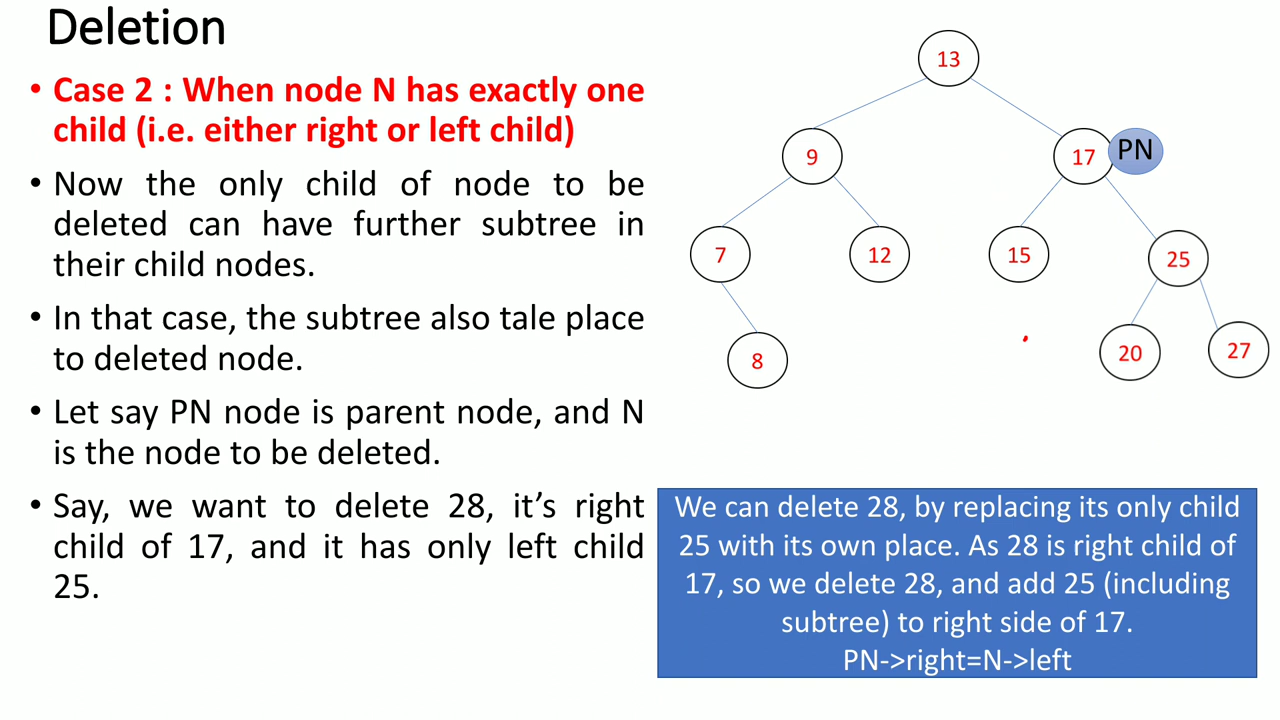 Deletion
• Case 2 : When node N has exactly one
child (i.e. either right or left child)
• Now the only child of node to be
deleted can have further subtree in
their child nodes.
• In that case, the subtree also tale place
to deleted node.
• Let say PN node is parent node, and N
is the node to be deleted.
• Say, we want to delete 28, it’s right
child of 17, and it has only left child
25.
13
9
17
PN
7
12
15
25
8
20
27
We can delete 28, by replacing its only child
25 with its own place. As 28 is right child of
17, so we delete 28, and add 25 (including
subtree) to right side of 17.
PN->right=N->left